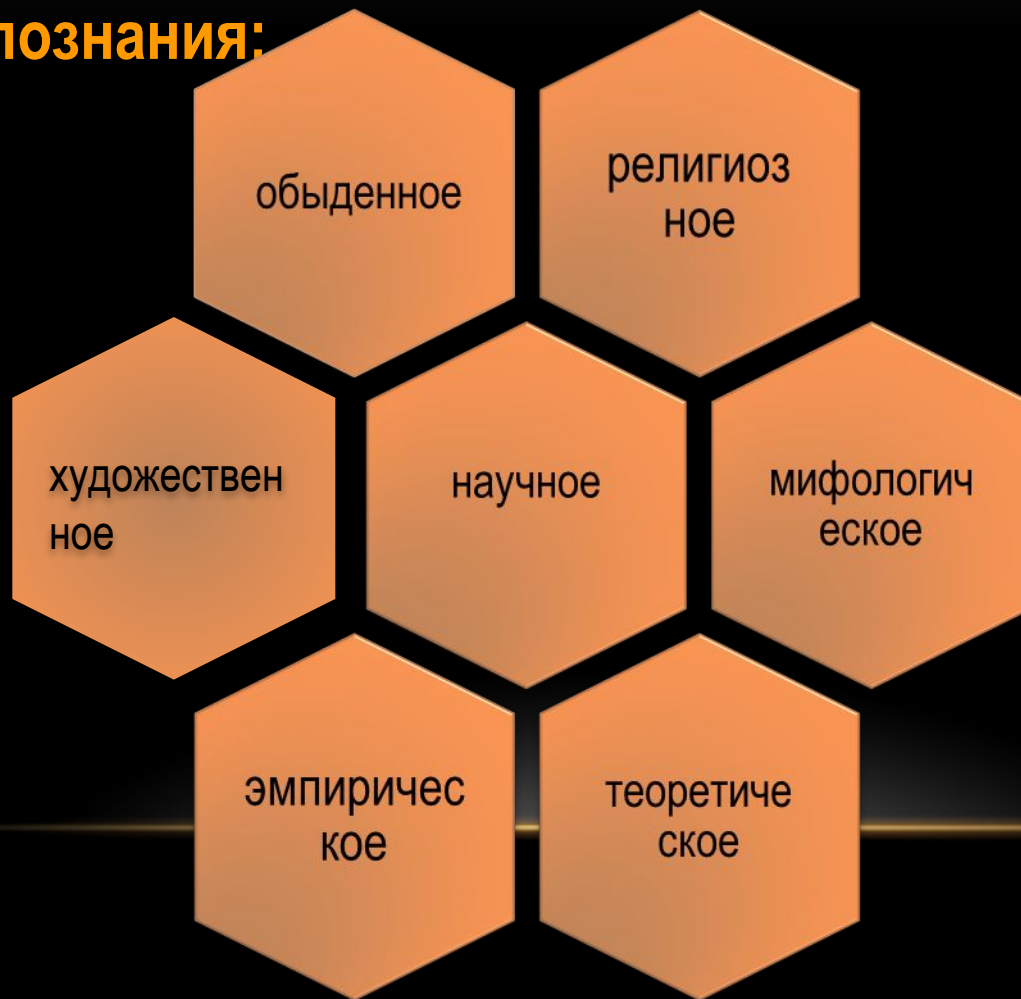 познания:
обыденное
религиоз
ное
художествен
ное
научное
мифологич
еское
эмпиричес
кое
теоретиче
ское